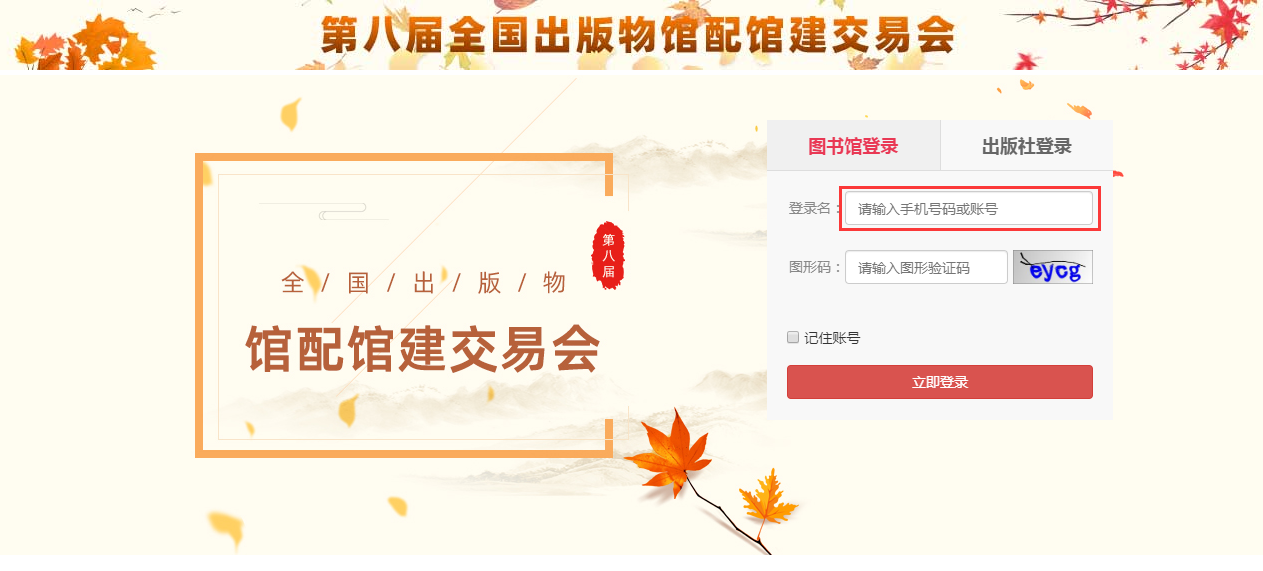 第八届全国出版物馆配馆建交易会
第八届
全 / 国 / 出 / 版 / 物
馆配馆建交易会
图书馆登录 出版社登录
登录名： 请输入手机号码或账号
图形码： 请输入图形验证码 eycg
记住账号
立即登录